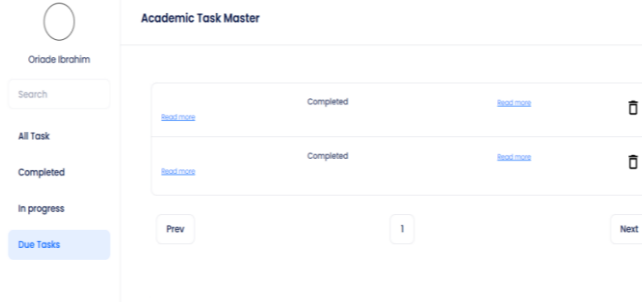 Academic Task Master
Oriade Ibrahim
Search
All Task
Completed
In progress
Due Tasks
Completed
Read more
Read more
Completed
Read more
Read more
Prev
1
Next